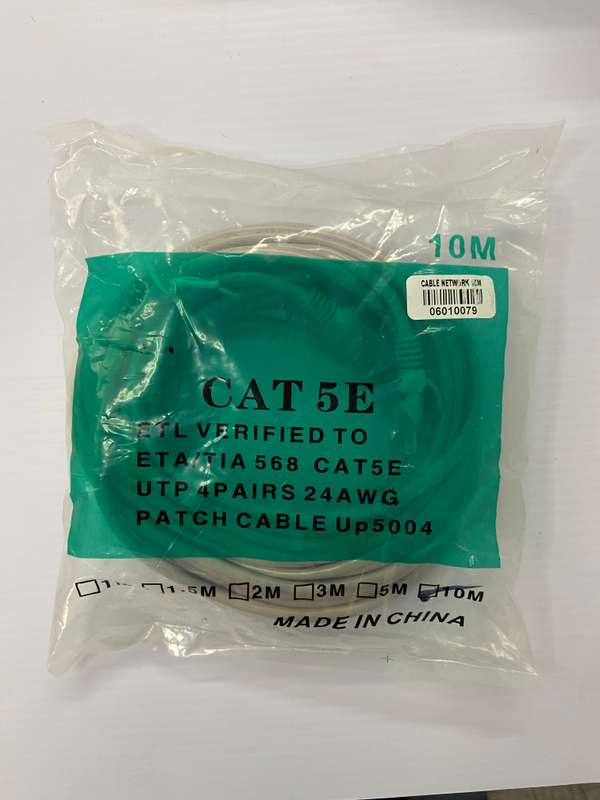 10M
CABLE NETWORK 10M
06010079
CAT 5E
ETL VERIFIED TO
ETA/TIA 568 CAT5E
UTP 4PAIRS 24AWG
PATCH CABLE Up5004
1.5M 2M 3M 5M 10M
MADE IN CHINA